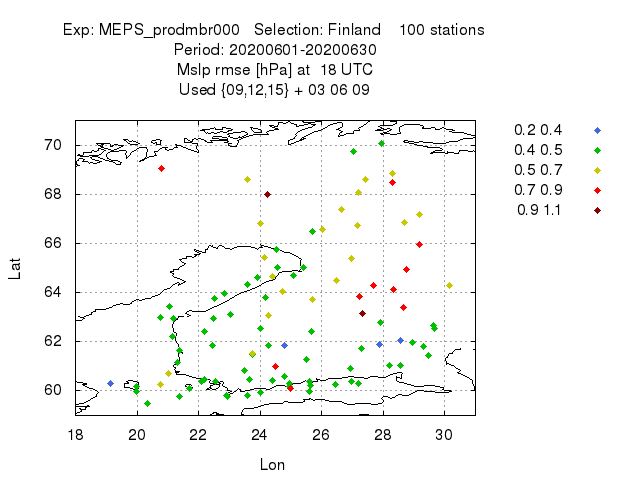 Exp: MEPS_prodmbr000 Selection: Finland 100 stations
Period: 20200601-20200630
Mslp rmse [hPa] at 18 UTC
Used {09,12,15} + 03 06 09
70
68
66
64
62
60
Lat
18 20 22 24 26 28 30
Lon
0.2 0.4
0.4 0.5
0.5 0.7
0.7 0.9
0.9 1.1